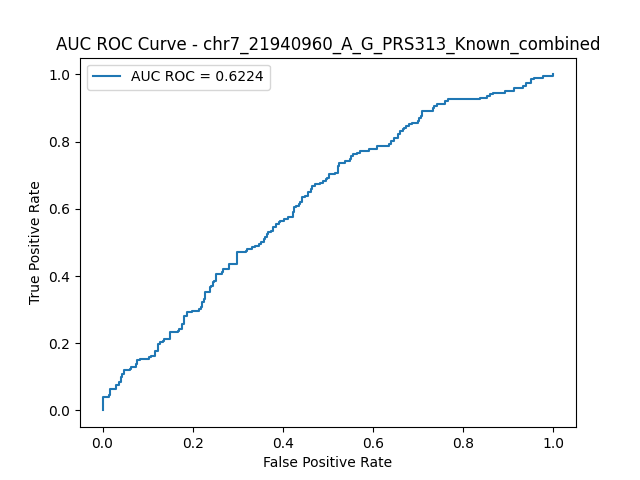 AUC ROC Curve - chr7_21940960_A_G_PRS313_Known_combined
AUC ROC = 0.6224
1.0
0.8
0.6
0.4
0.2
0.0
True Positive Rate
0.0 0.2 0.4 0.6 0.8 1.0
False Positive Rate